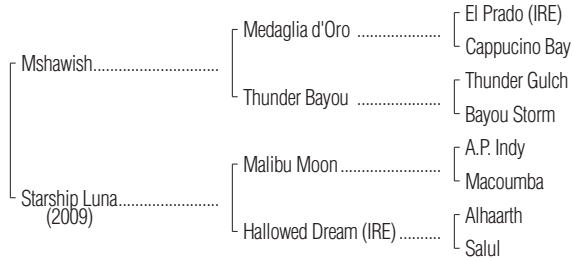 El Prado (IRE)
Medaglia d'Oro ....................
Cappucino Bay
Mshawish..............................
Thunder Gulch
Thunder Bayou ....................
Bayou Storm
A.P. Indy
Malibu Moon ........................
Macoumba
Starship Luna........................
(2009)
Alhaarth
Hallowed Dream (IRE) ..........
Salul